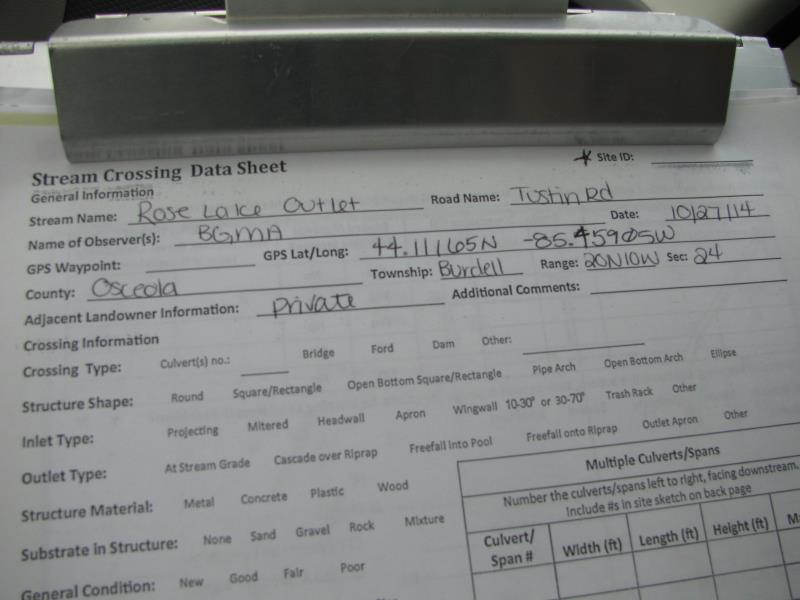 Stream Crossing Data Sheet
* Site ID:
General Information
Stream Name: Rose Lake Outlet Road Name: Tustin Rd
Name of Observer(s): BGMA Date: 10/27/14
GPS Waypoint: GPS Lat/Long: 44.11165N -85.45905W
County: Osceola Township: Burdell Range: 20N10W Sec: 24
Adjacent Landowner Information: private Additional Comments:
Crossing Information
Crossing Type: Culvert(s) no.: Bridge Ford Dam Other:
Structure Shape: Round Square/Rectangle Open Bottom Square/Rectangle Pipe Arch Open Bottom Arch Ellipse
Inlet Type: Projecting Mitered Headwall Apron Wingwall 10-30° or 30-70° Trash Rack Other
Outlet Type: At Stream Grade Cascade over Riprap Freefall Into Pool Freefall onto Riprap Outlet Apron Other
Structure Material: Metal Concrete Plastic Wood
Substrate in Structure: None Sand Gravel Rock Mixture
General Condition: New Good Fair Poor
Multiple Culverts/Spans
Number the culverts/spans left to right, facing downstream.
Include #s in site sketch on back page
Culvert/
Span # Width (ft) Length (ft) Height (ft)